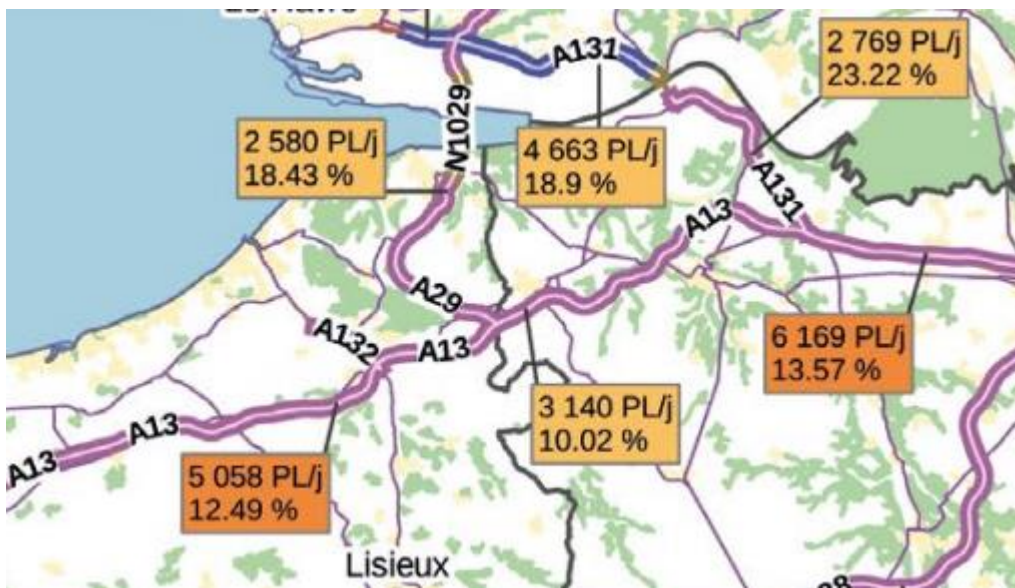 A131
2 769 PL/j
23.22 %
N1029
2 580 PL/j
18.43 %
4 663 PL/j
18.9 %
A131
A13
A29
A132
A13
6 169 PL/j
13.57 %
3 140 PL/j
10.02 %
A13
A13
5 058 PL/j
12.49 %
Lisieux